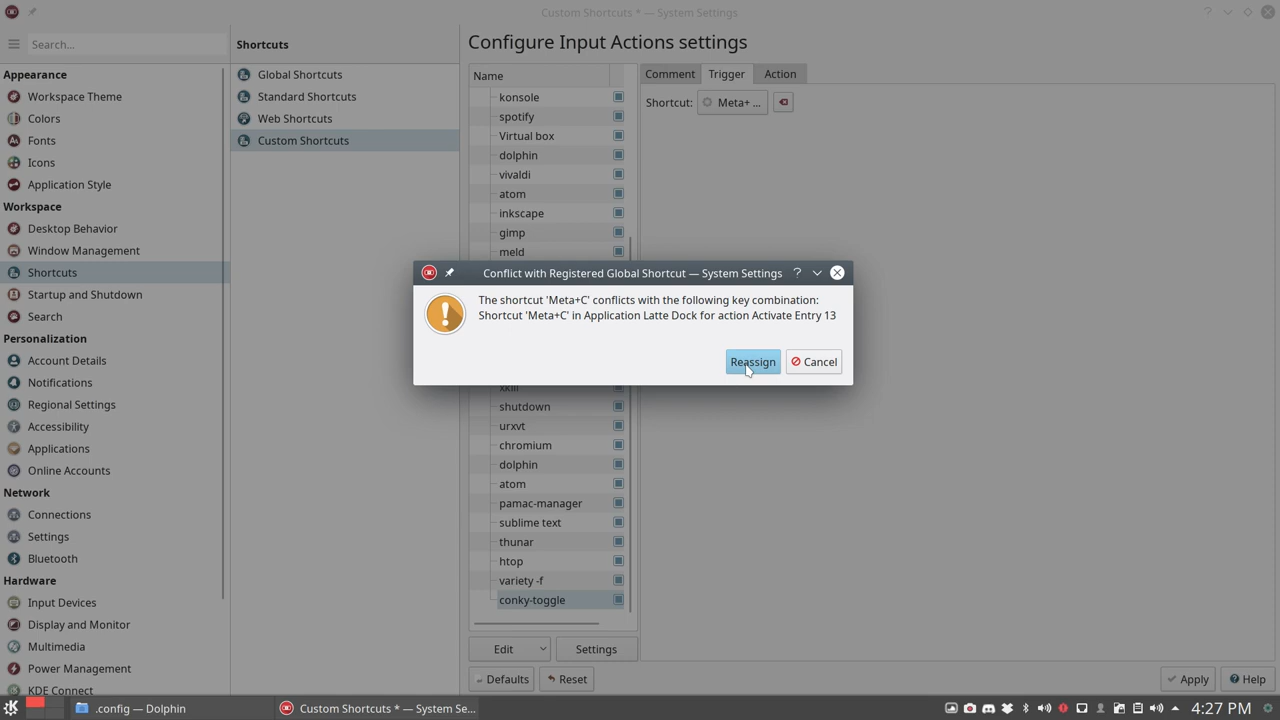 Custom Shortcuts * — System Settings
Search...
Shortcuts
Configure Input Actions settings
Appearance
Workspace Theme
Colors
Fonts
Icons
Application Style
Workspace
Desktop Behavior
Window Management
Shortcuts
Startup and Shutdown
Search
Personalization
Account Details
Notifications
Regional Settings
Accessibility
Applications
Online Accounts
Network
Connections
Settings
Bluetooth
Hardware
Input Devices
Display and Monitor
Multimedia
Power Management
KDE Connect
Global Shortcuts
Standard Shortcuts
Web Shortcuts
Custom Shortcuts
Name
konsole
spotify
Virtual box
dolphin
vivaldi
atom
inkscape
gimp
meld
xkill
shutdown
urxvt
chromium
dolphin
atom
pamac-manager
sublime text
thunar
htop
variety -f
conky-toggle
Edit
Settings
Defaults
Reset
Comment
Trigger
Action
Shortcut:
Meta+ ...
Conflict with Registered Global Shortcut — System Settings
The shortcut 'Meta+C' conflicts with the following key combination:
Shortcut 'Meta+C' in Application Latte Dock for action Activate Entry 13
Reassign
Cancel
Apply
Help
.config — Dolphin
Custom Shortcuts * — System Se...
4:27 PM